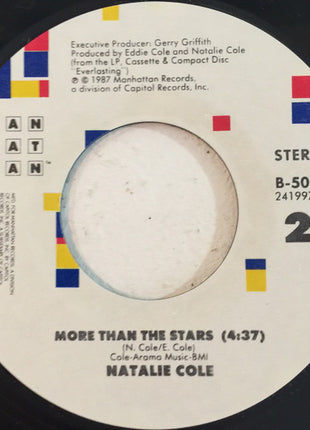 Executive Producer: Gerry Griffith
Produced by Eddie Cole and Natalie Cole
(from the LP, Cassette & Compact Disc
"Everlasting")
℗ © 1987 Manhattan Records,
a division of Capitol Records, Inc.
AN
AT
AN™
STER
B-50
24199
2
MORE THAN THE STARS (4:37)
(N. Cole/E. Cole)
Cole-Arama Music-BMI
NATALIE COLE